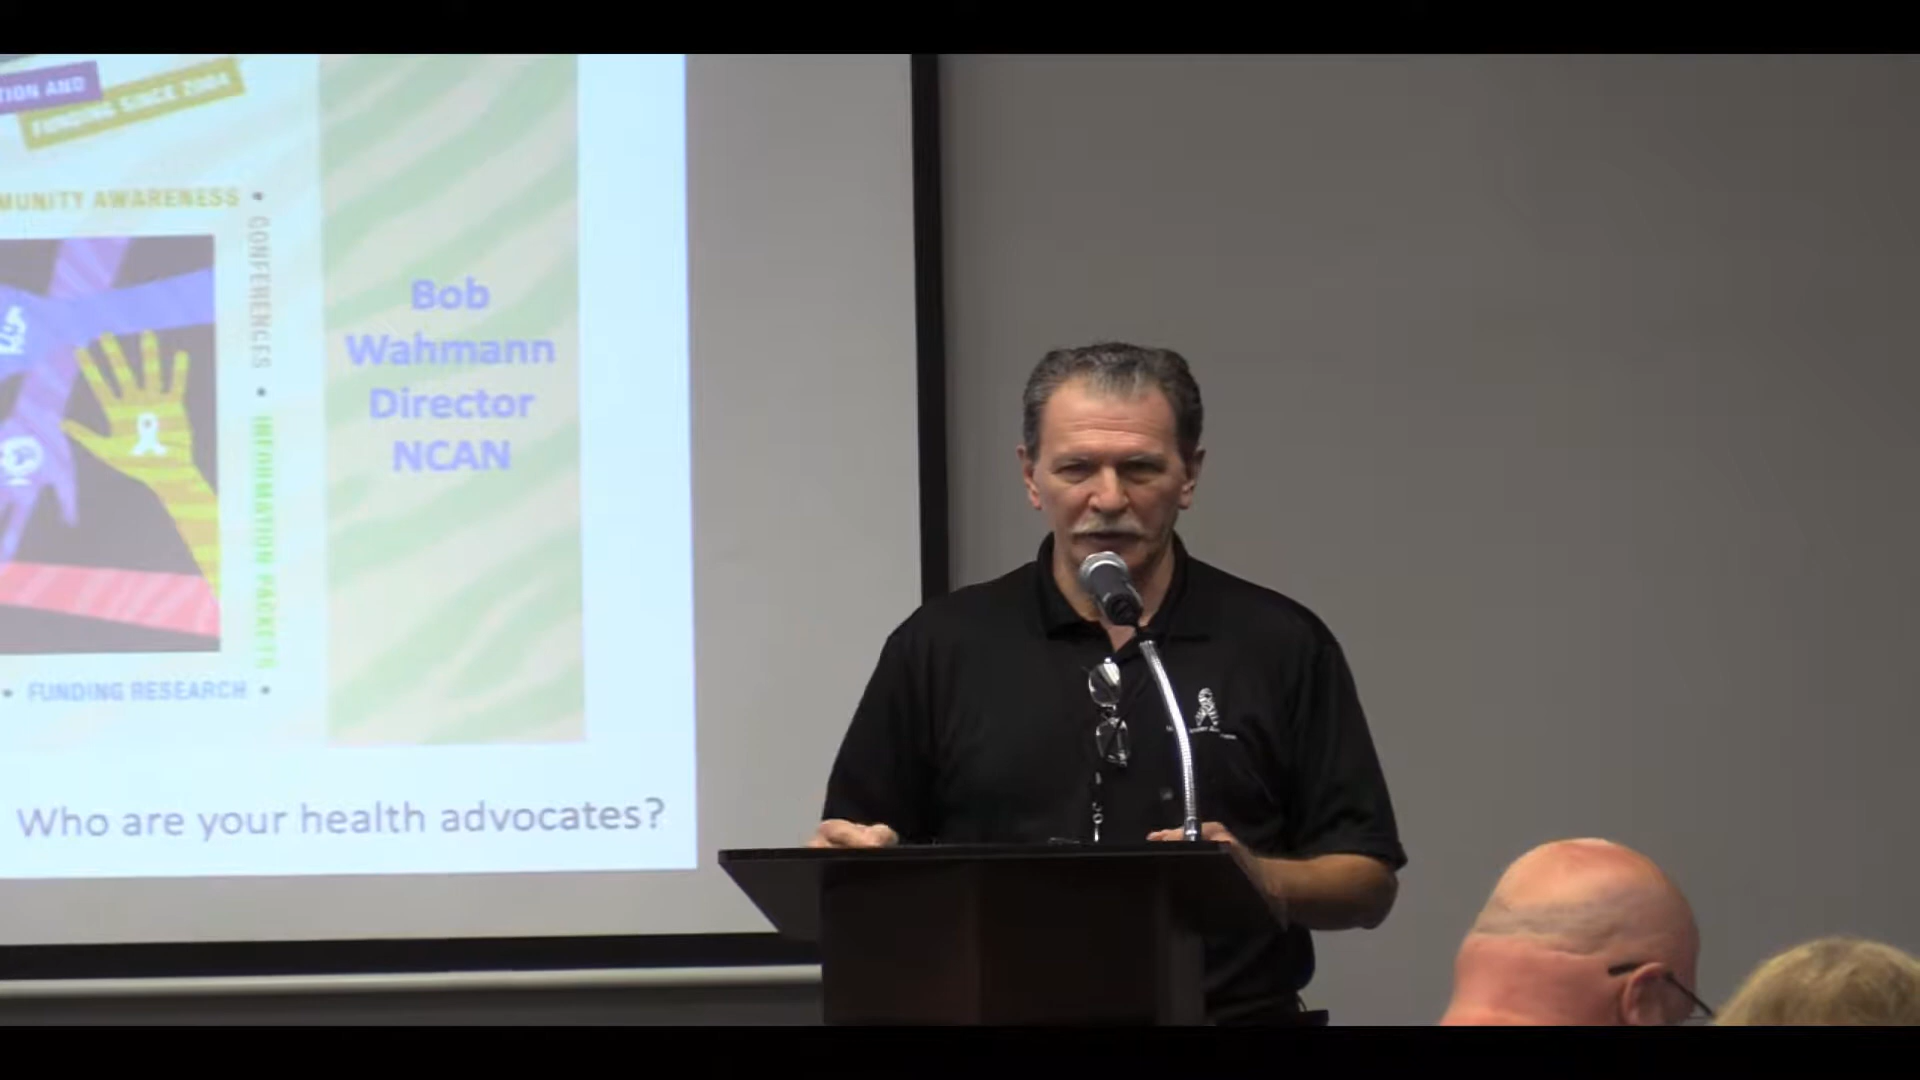 TION AND
FUNDING SINCE 2004
MUNITY AWARENESS •
CONFERENCES •
INFORMATION PACKETS
• FUNDING RESEARCH •
Bob
Wahmann
Director
NCAN
Who are your health advocates?